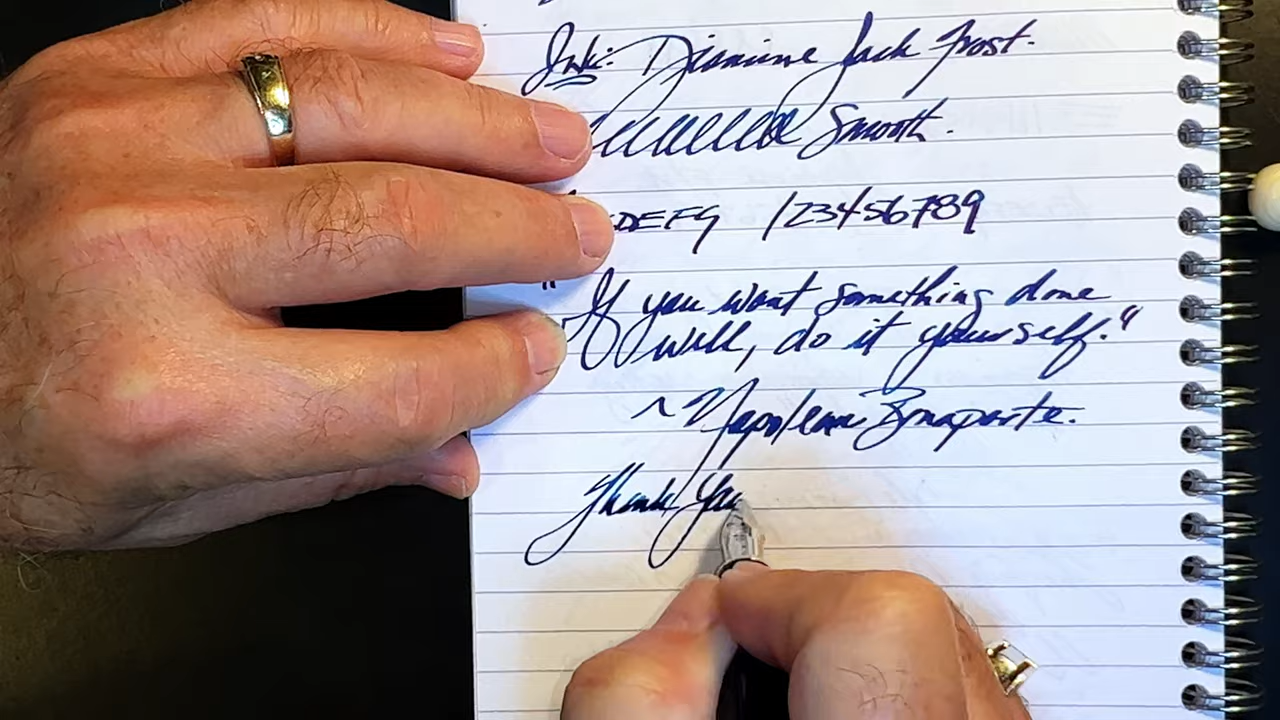 Ink: Diamine Jack Frost.
Smooth.
CDEFG 123456789
"If you want something done
well, do it yourself."
~ Napoleon Bonaparte.
Thank You